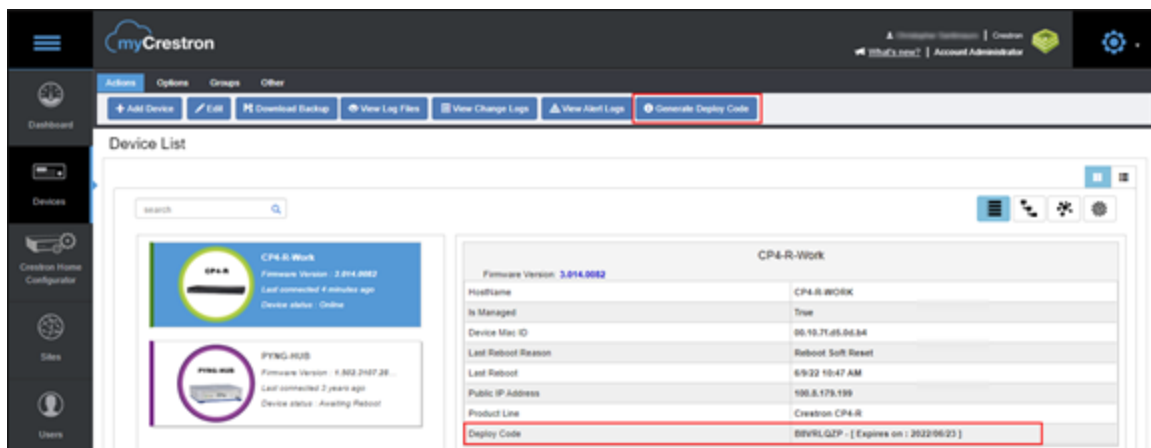 myCrestron
| Crestron
What's new? | Account Administrator
Actions Options Groups Other
+ Add Device Edit Download Backup View Log Files View Change Logs View Alert Logs Generate Deploy Code
Dashboard
Devices
Crestron Home
Configurator
Sites
Users
Device List
search
CP4-R
CP4-R-Work
Firmware Version : 3.014.0082
Last connected 4 minutes ago
Device status : Online
PYNG-HUB
PYNG-HUB
Firmware Version :
Last connected 3 years ago
Device status : Awaiting Reboot
CP4-R-Work
Firmware Version: 3.014.0082
HostName CP4-R-WORK
Is Managed True
Device Mac ID 00.10.7f.d5.0d.b4
Last Reboot Reason Reboot Soft Reset
Last Reboot 6/9/22 10:47 AM
Public IP Address 100.8.179.199
Product Line Crestron CP4-R
Deploy Code B8VRLQZP - [ Expires on : 2022/06/23 ]